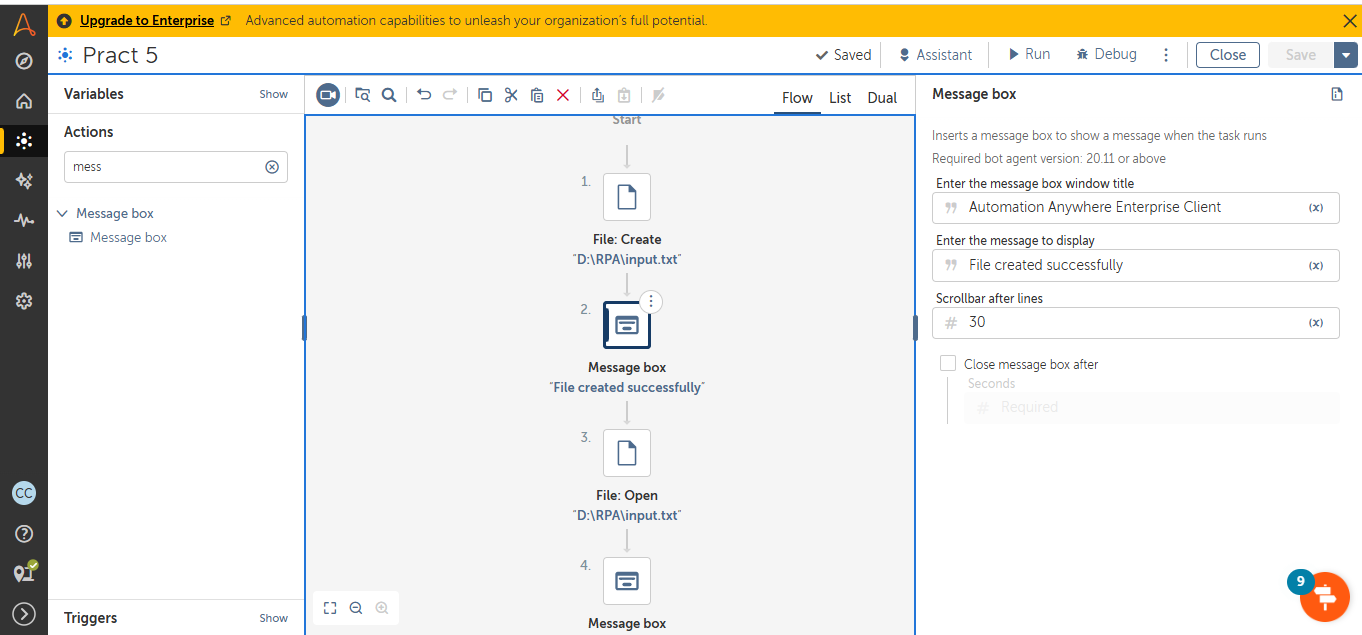 Upgrade to Enterprise Advanced automation capabilities to unleash your organization's full potential.
Pract 5
Saved
Assistant
Run
Debug
Close
Save
Variables
Show
Actions
mess
Message box
Message box
Triggers
Show
Flow
List
Dual
Start
1.
File: Create
"D:\RPA\input.txt"
2.
Message box
"File created successfully"
3.
File: Open
"D:\RPA\input.txt"
4.
Message box
Message box
Inserts a message box to show a message when the task runs
Required bot agent version: 20.11 or above
Enter the message box window title
Automation Anywhere Enterprise Client
(x)
Enter the message to display
File created successfully
(x)
Scrollbar after lines
# 30
(x)
Close message box after
Seconds
# Required
CC
9